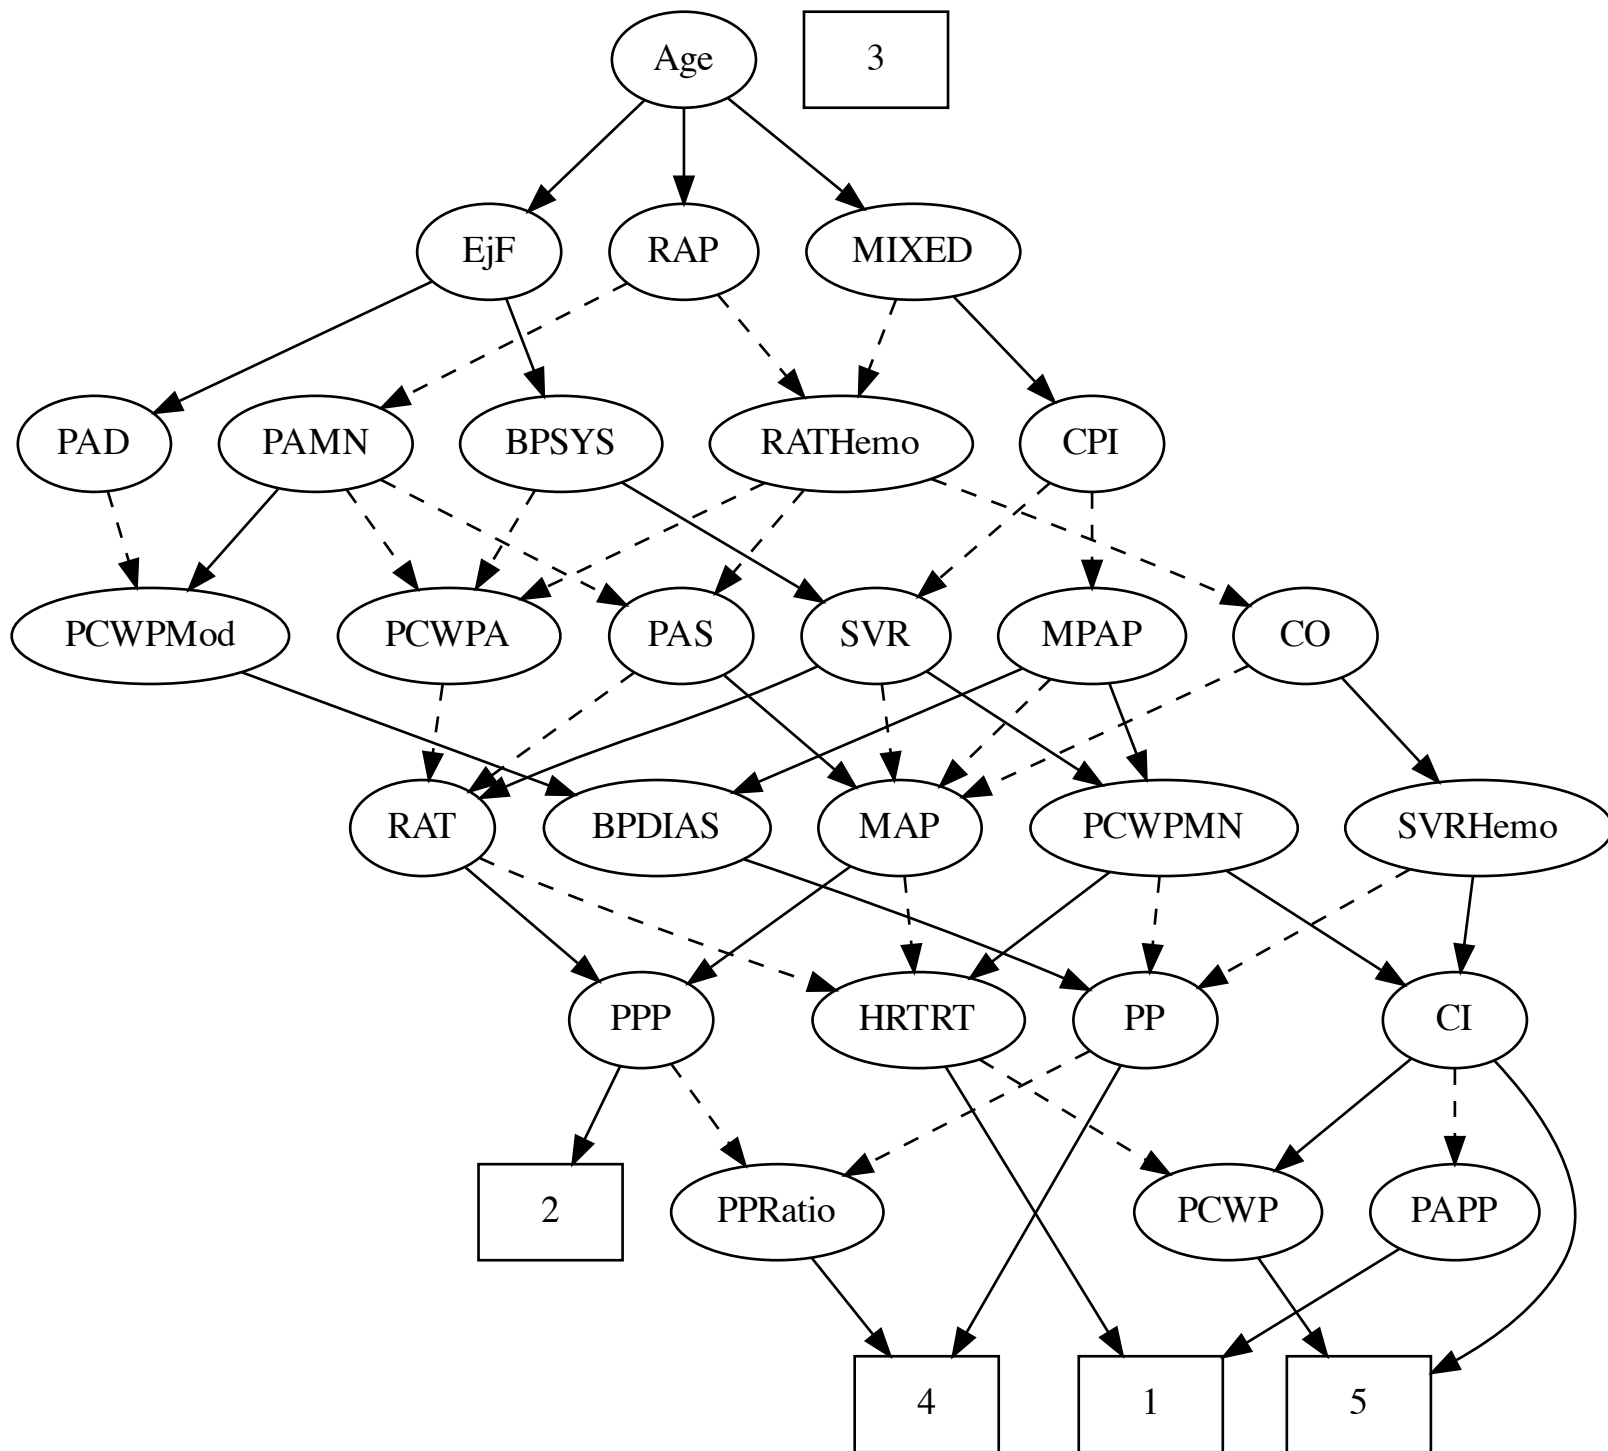 Age
3
EjF
RAP
MIXED
PAD
PAMN
BPSYS
RATHemo
CPI
PCWPMod
PCWPA
PAS
SVR
MPAP
CO
RAT
BPDIAS
MAP
PCWPMN
SVRHemo
PPP
HRTRT
PP
CI
2
PPRatio
PCWP
PAPP
4
1
5